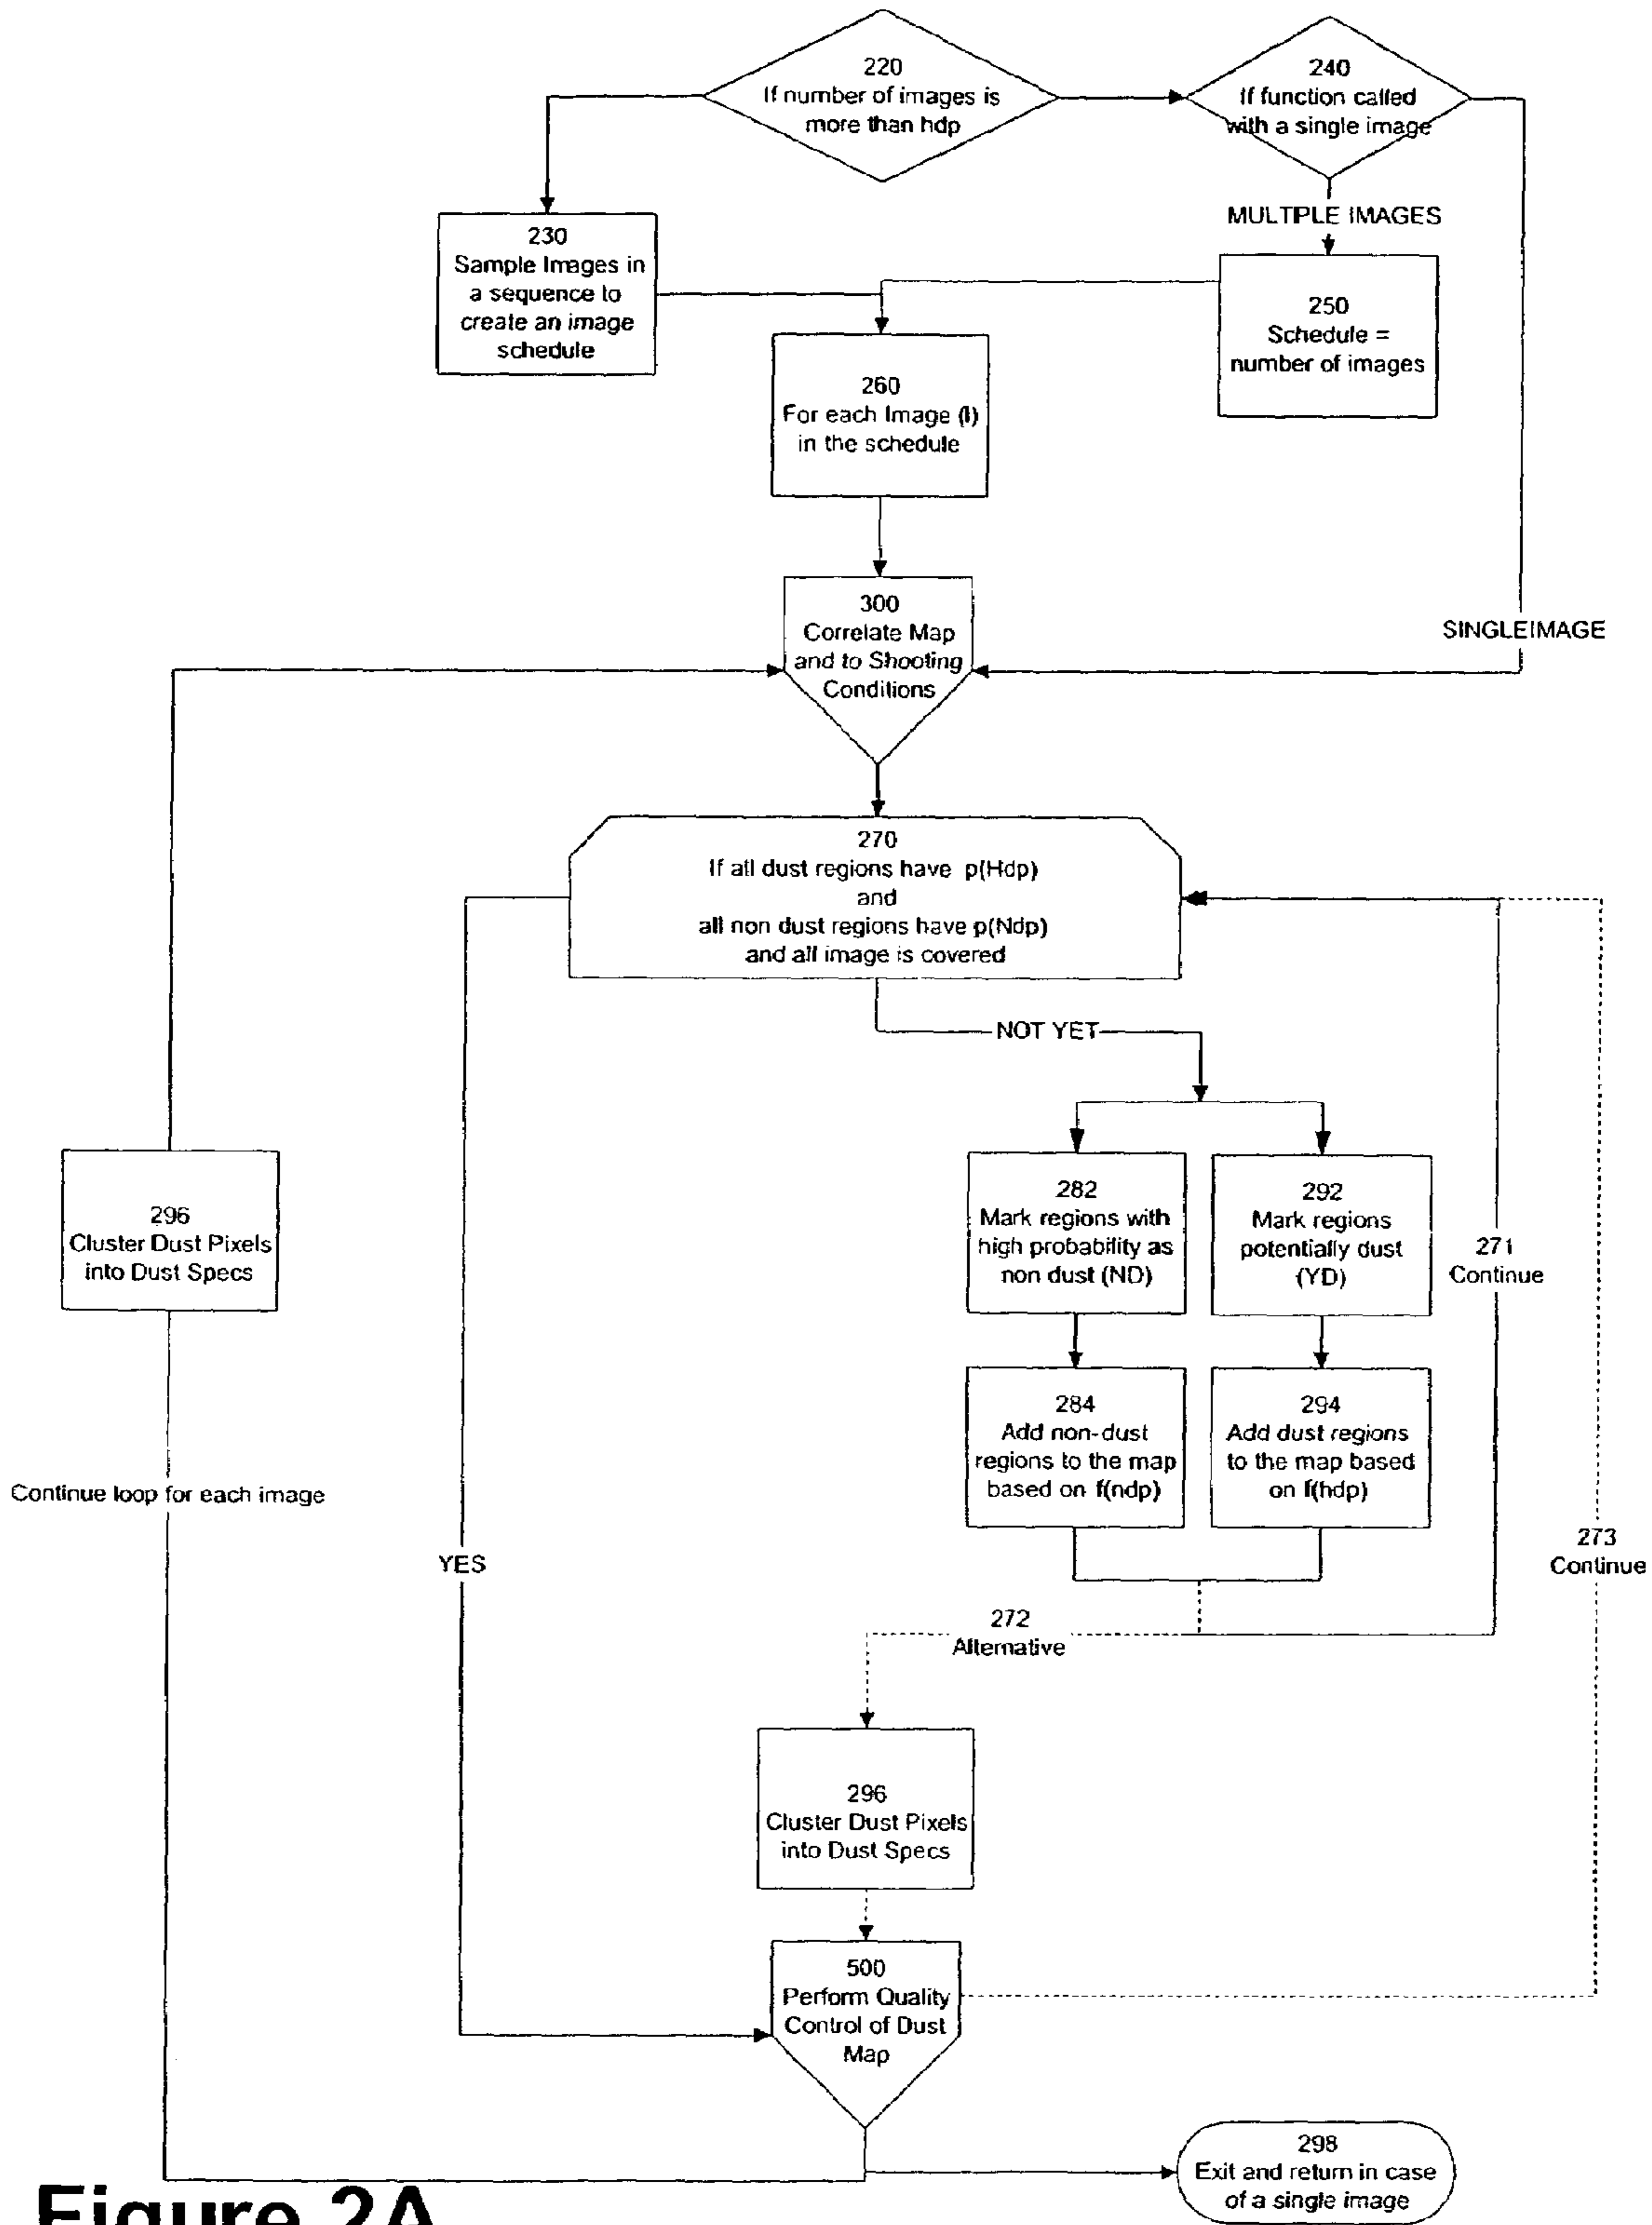 220
If number of images is
more than hdp
240
If function called
with a single image
MULTIPLE IMAGES
230
Sample Images in
a sequence to
create an image
schedule
250
Schedule =
number of images
260
For each Image (I)
in the schedule
300
Correlate Map
and to Shooting
Conditions
SINGLEIMAGE
270
If all dust regions have p(Hdp)
and
all non dust regions have p(Ndp)
and all image is covered
NOT YET
296
Cluster Dust Pixels
into Dust Specs
282
Mark regions with
high probability as
non dust (ND)
292
Mark regions
potentially dust
(YD)
271
Continue
284
Add non-dust
regions to the map
based on f(ndp)
294
Add dust regions
to the map based
on f(hdp)
Continue loop for each image
YES
273
Continue
272
Alternative
296
Cluster Dust Pixels
into Dust Specs
500
Perform Quality
Control of Dust
Map
298
Exit and return in case
of a single image
Figure 2A